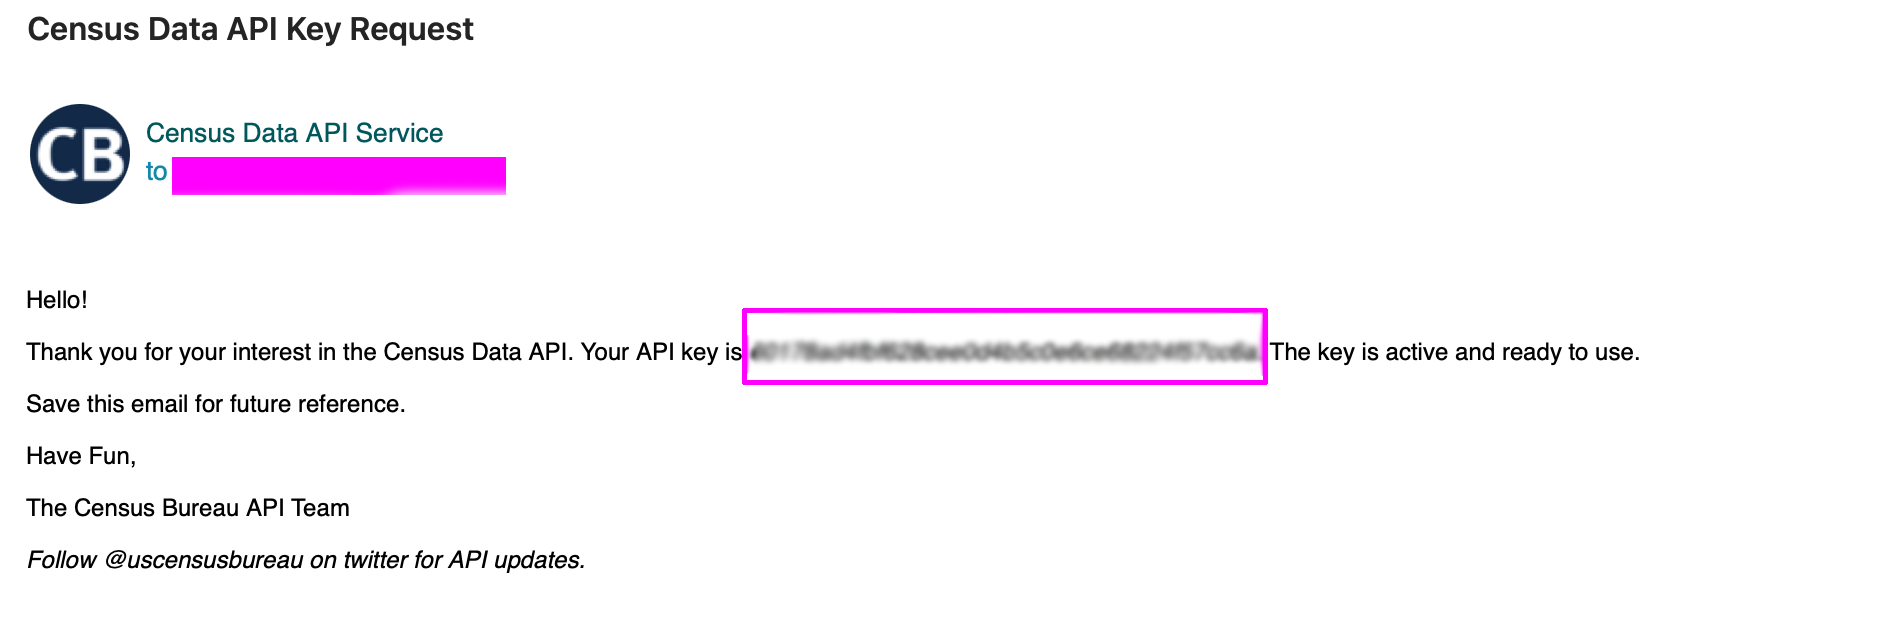 Census Data API Key Request
CB
Census Data API Service
to
Hello!
Thank you for your interest in the Census Data API. Your API key is The key is active and ready to use.
Save this email for future reference.
Have Fun,
The Census Bureau API Team
Follow @uscensusbureau on twitter for API updates.